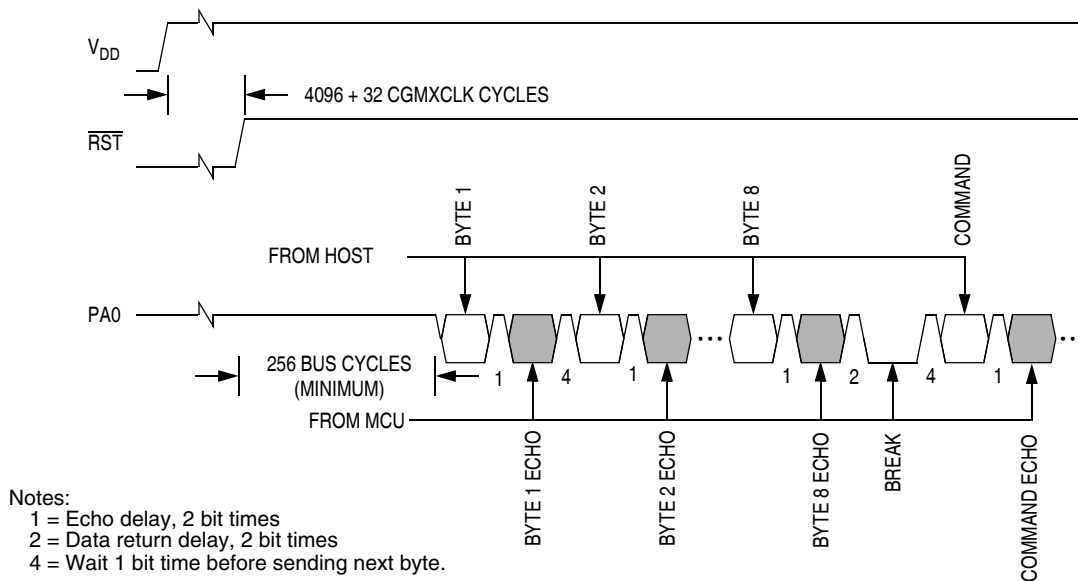 VDD
4096 + 32 CGMXCLK CYCLES
RST
BYTE 1
BYTE 2
BYTE 8
COMMAND
FROM HOST
PA0
256 BUS CYCLES
(MINIMUM)
1
4
1
1
2
4
1
FROM MCU
BYTE 1 ECHO
BYTE 2 ECHO
BYTE 8 ECHO
BREAK
COMMAND ECHO
Notes:
1 = Echo delay, 2 bit times
2 = Data return delay, 2 bit times
4 = Wait 1 bit time before sending next byte.